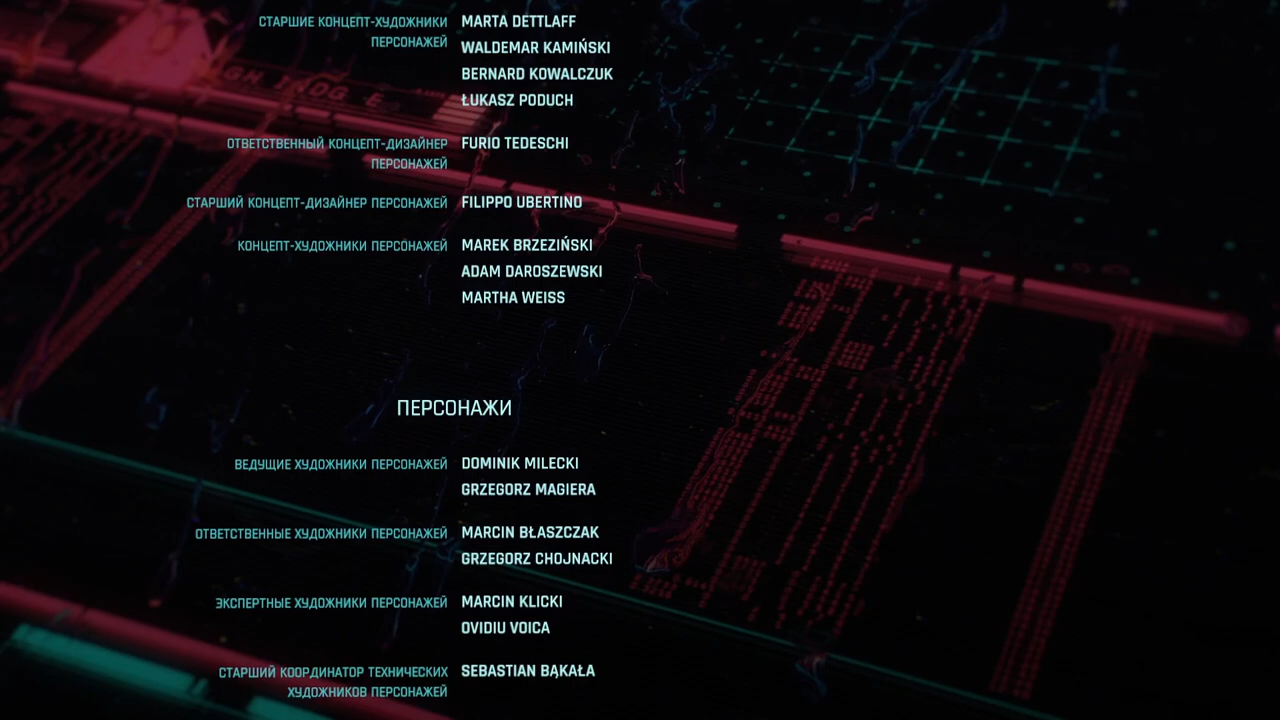 СТАРШИЕ КОНЦЕПТ-ХУДОЖНИКИ MARTA DETTLAFF
ПЕРСОНАЖЕЙ WALDEMAR KAMIŃSKI
BERNARD KOWALCZUK
ŁUKASZ PODUCH
ОТВЕТСТВЕННЫЙ КОНЦЕПТ-ДИЗАЙНЕР FURIO TEDESCHI
ПЕРСОНАЖЕЙ
СТАРШИЙ КОНЦЕПТ-ДИЗАЙНЕР ПЕРСОНАЖЕЙ FILIPPO UBERTINO
КОНЦЕПТ-ХУДОЖНИКИ ПЕРСОНАЖЕЙ MAREK BRZEZIŃSKI
ADAM DAROSZEWSKI
MARTHA WEISS
ПЕРСОНАЖИ
ВЕДУЩИЕ ХУДОЖНИКИ ПЕРСОНАЖЕЙ DOMINIK MILECKI
GRZEGORZ MAGIERA
ОТВЕТСТВЕННЫЕ ХУДОЖНИКИ ПЕРСОНАЖЕЙ MARCIN BŁASZCZAK
GRZEGORZ CHOJNACKI
ЭКСПЕРТНЫЕ ХУДОЖНИКИ ПЕРСОНАЖЕЙ MARCIN KLICKI
OVIDIU VOICA
СТАРШИЙ КООРДИНАТОР ТЕХНИЧЕСКИХ SEBASTIAN BĄKAŁA
ХУДОЖНИКОВ ПЕРСОНАЖЕЙ